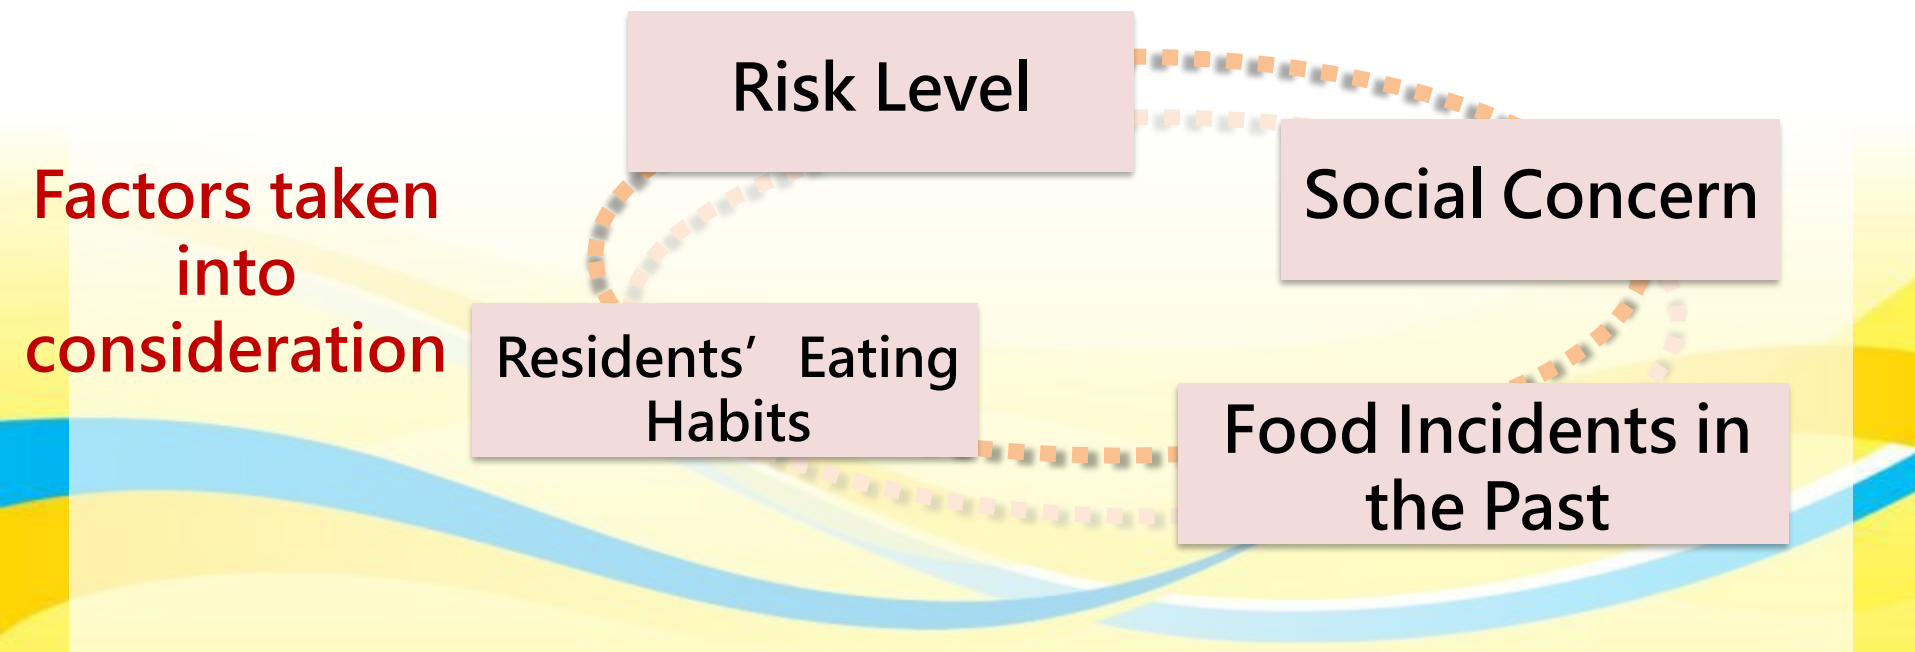 Risk Level
Social Concern
Factors taken
into
consideration
Residents’ Eating
Habits
Food Incidents in
the Past